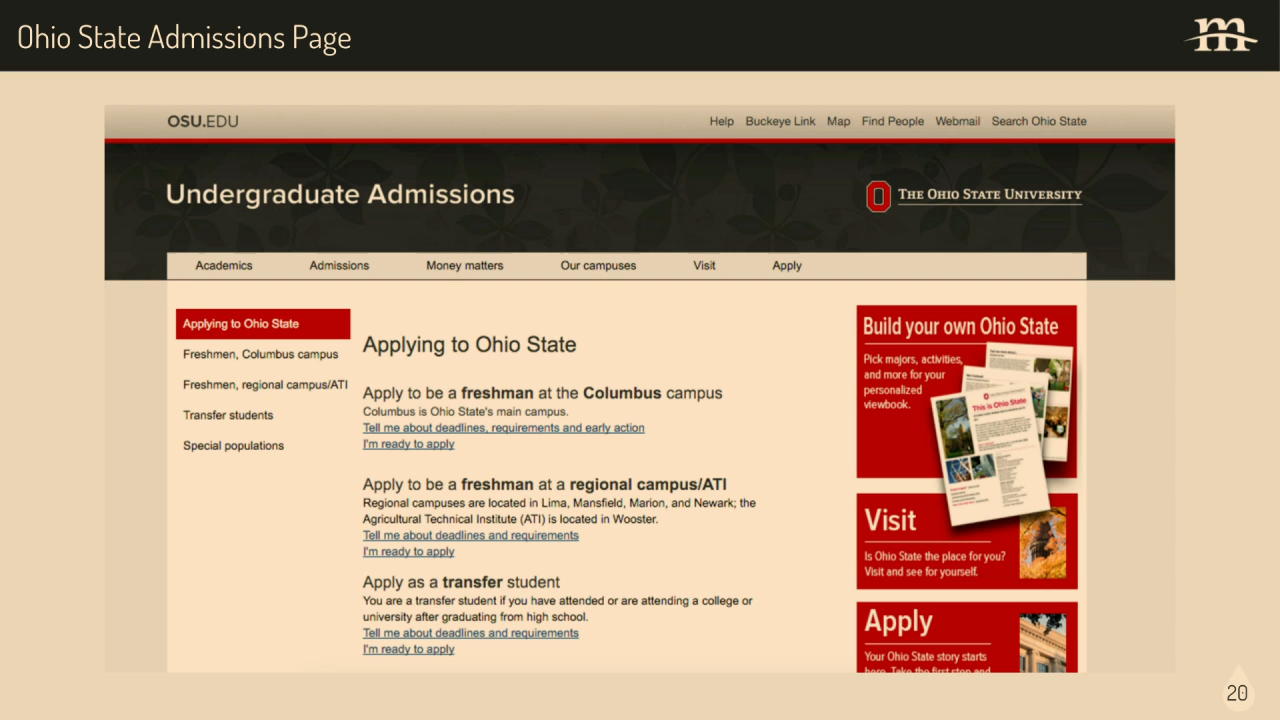 Ohio State Admissions Page
m
OSU.EDU
Help Buckeye Link Map Find People Webmail Search Ohio State
Undergraduate Admissions
O THE OHIO STATE UNIVERSITY
Academics Admissions Money matters Our campuses Visit Apply
Applying to Ohio State
Freshmen, Columbus campus
Freshmen, regional campus/ATI
Transfer students
Special populations
Applying to Ohio State
Apply to be a freshman at the Columbus campus
Columbus is Ohio State's main campus.
Tell me about deadlines, requirements and early action
I'm ready to apply
Apply to be a freshman at a regional campus/ATI
Regional campuses are located in Lima, Mansfield, Marion, and Newark; the
Agricultural Technical Institute (ATI) is located in Wooster.
Tell me about deadlines and requirements
I'm ready to apply
Apply as a transfer student
You are a transfer student if you have attended or are attending a college or
university after graduating from high school.
Tell me about deadlines and requirements
I'm ready to apply
Build your own Ohio State
Pick majors, activities,
and more for your
personalized
viewbook.
This is Ohio State
Visit
Is Ohio State the place for you?
Visit and see for yourself.
Apply
Your Ohio State story starts
here. Take the first step and
20